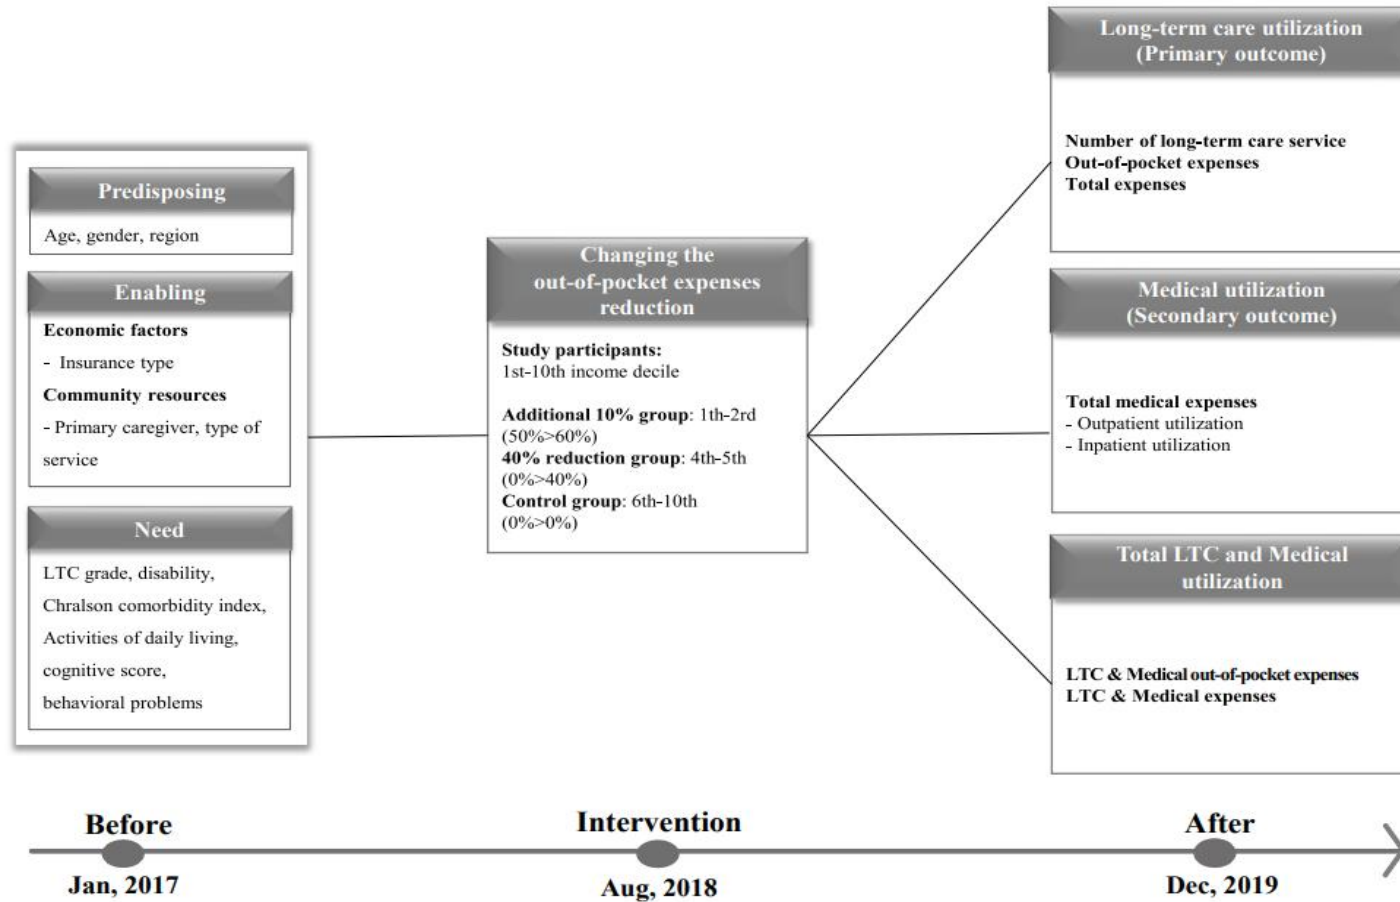 Predisposing
Age, gender, region
Enabling
Economic factors
- Insurance type
Community resources
- Primary caregiver, type of
service
Need
LTC grade, disability,
Chralson comorbidity index,
Activities of daily living,
cognitive score,
behavioral problems
Changing the
out-of-pocket expenses
reduction
Study participants:
1st-10th income decile
Additional 10% group: 1th-2rd
(50%>60%)
40% reduction group: 4th-5th
(0%>40%)
Control group: 6th-10th
(0%>0%)
Long-term care utilization
(Primary outcome)
Number of long-term care service
Out-of-pocket expenses
Total expenses
Medical utilization
(Secondary outcome)
Total medical expenses
- Outpatient utilization
- Inpatient utilization
Total LTC and Medical
utilization
LTC & Medical out-of-pocket expenses
LTC & Medical expenses
Before
Jan, 2017
Intervention
Aug, 2018
After
Dec, 2019